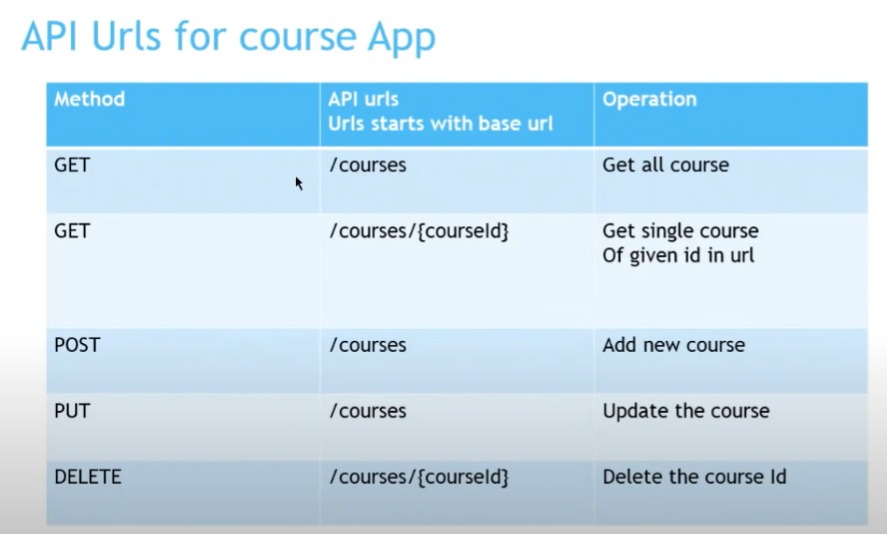 API Urls for course App
Method
API urls
Urls starts with base url
Operation
GET
/courses
Get all course
GET
/courses/{courseId}
Get single course
Of given id in url
POST
/courses
Add new course
PUT
/courses
Update the course
DELETE
/courses/{courseId}
Delete the course Id